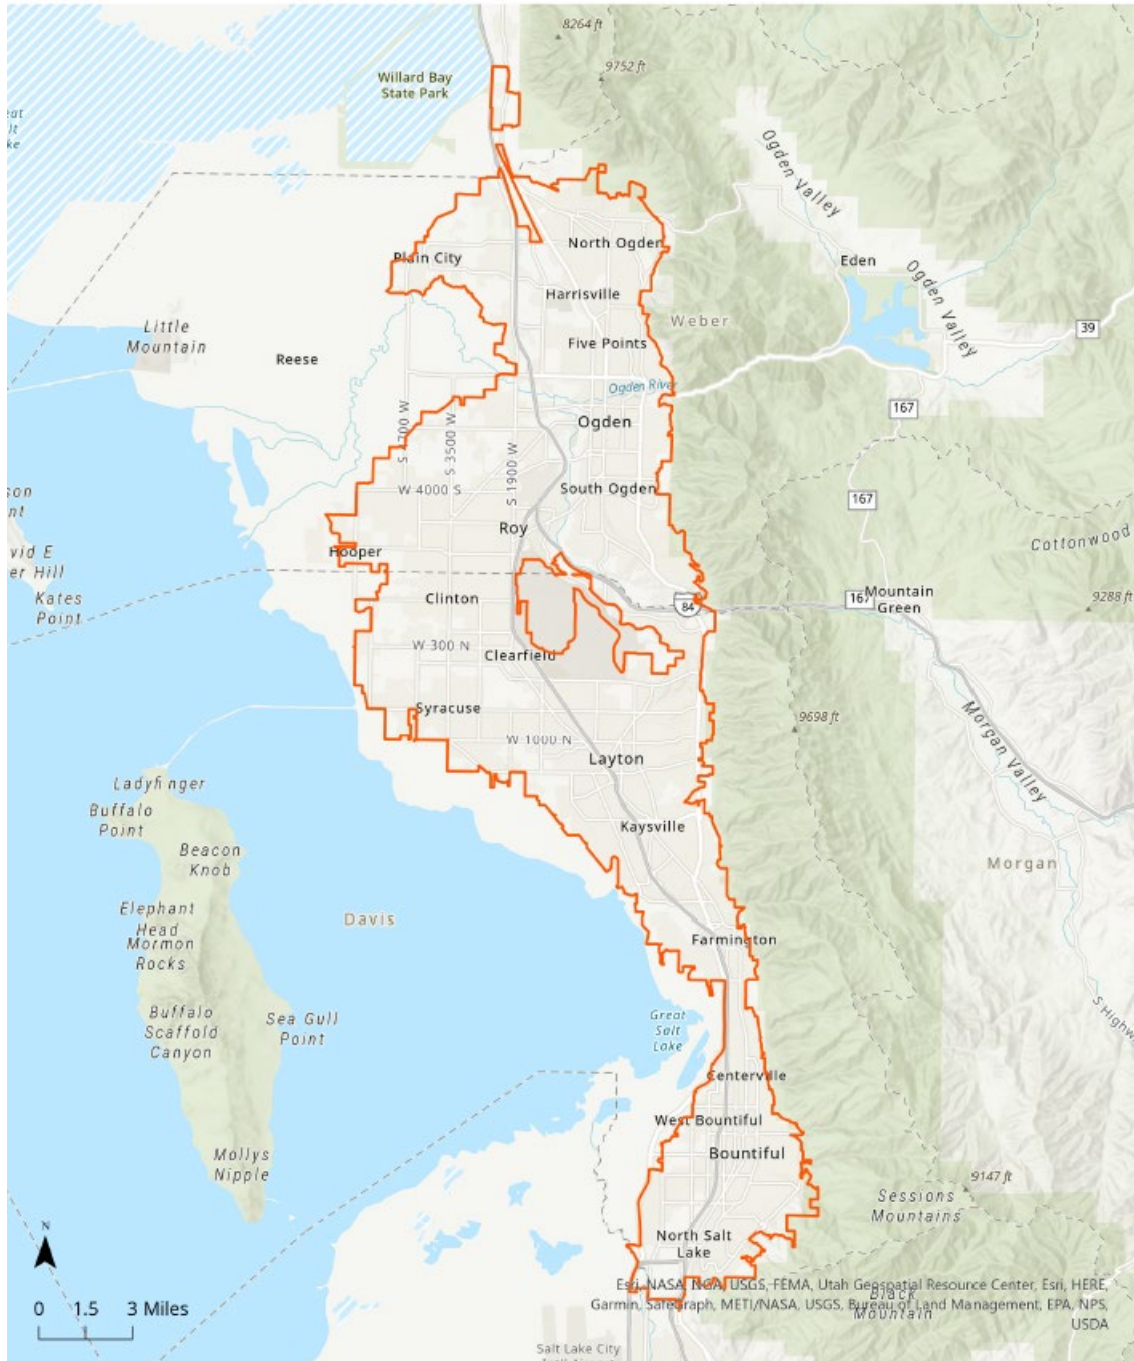 8264 ft
9752 ft
Willard Bay
State Park
Ogden Valley
North Ogden
Plain City
Eden
Ogden Valley
Harrisville
Weber
Little
Mountain
39
Five Points
Reese
Ogden River
167
Ogden
S 3500 W
S 1900 W
South Ogden
W 4000 S
167
Roy
Cottonwood
Hooper
Kates
Point
Clinton
84
167
Mountain
Green
9288 ft
W 300 N
Clearfield
Syracuse
9698 ft
Morgan Valley
W 1000 N
Layton
Ladyfinger
Buffalo
Point
Kaysville
Beacon
Knob
Morgan
Elephant
Head
Mormon
Rocks
Davis
Farmington
Buffalo
Scaffold
Canyon
Sea Gull
Point
Great
Salt
Lake
S Highw
Centerville
West Bountiful
Bountiful
Mollys
Nipple
9147 ft
Sessions
Mountains
N
North Salt
Lake
0 1.5 3 Miles
Esri, NASA, NGA, USGS, FEMA, Utah Geospatial Resource Center, Esri, HERE,
Garmin, SafeGraph, METI/NASA, USGS, Bureau of Land Management, EPA, NPS,
USDA
Black
Mountain
Salt Lake City